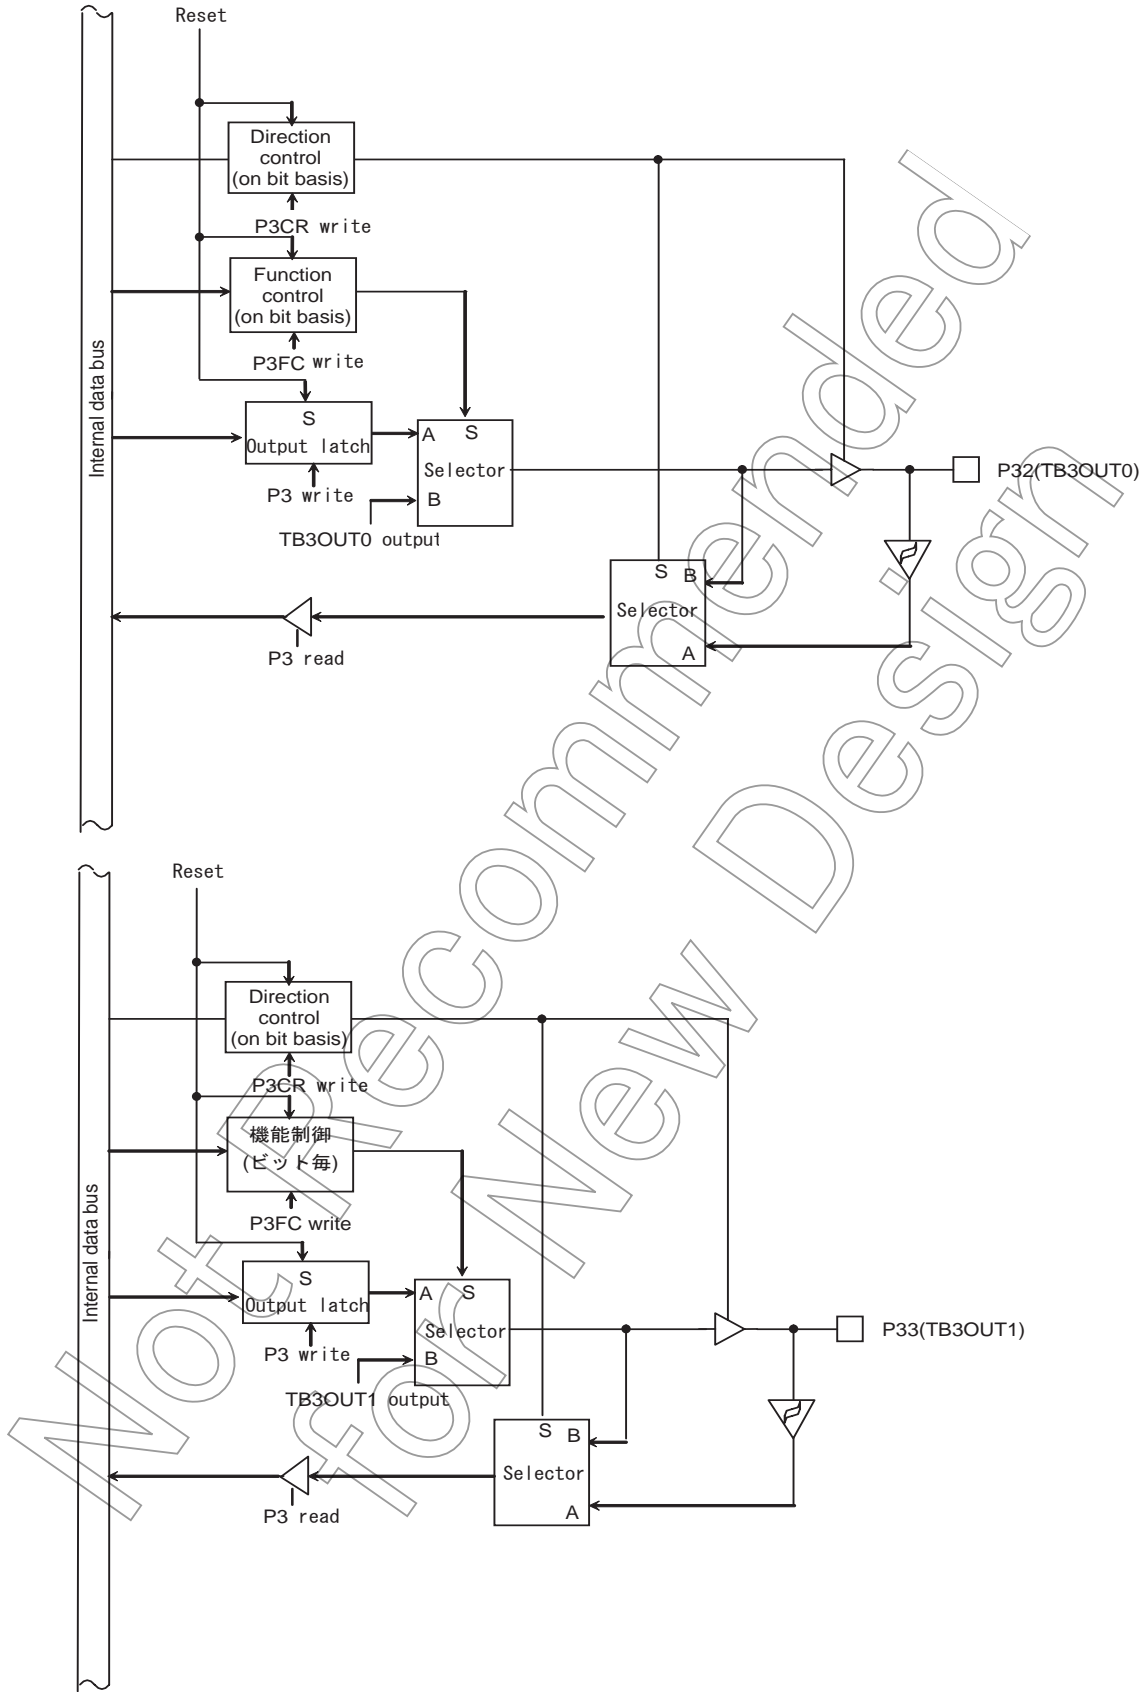 Reset
Direction
control
(on bit basis)
P3CR write
Function
control
(on bit basis)
P3FC write
Internal data bus
S
Output latch
A S
Selector
B
P3 write
TB3OUT0 output
P32(TB3OUT0)
S B
Selector
A
P3 read
Reset
Direction
control
(on bit basis)
P3CR write
機能制御
(ビット毎)
P3FC write
Internal data bus
S
Output latch
A S
Selector
B
P3 write
TB3OUT1 output
P33(TB3OUT1)
S B
Selector
A
P3 read
Not Recommended
for New Design